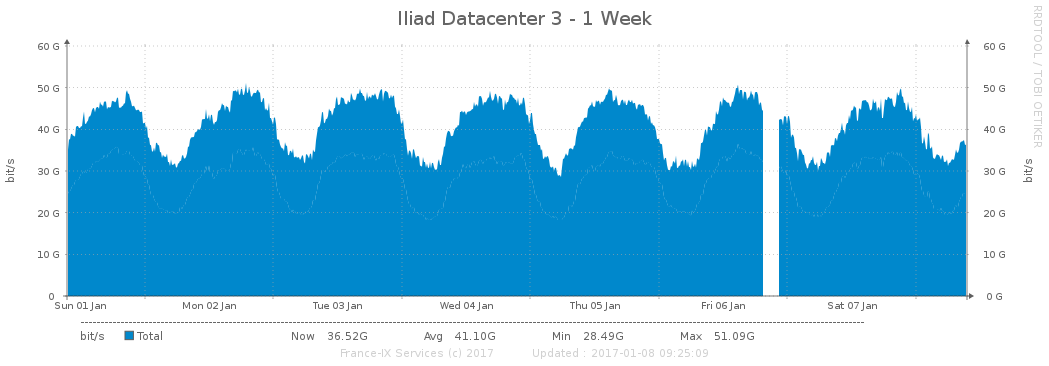 Iliad Datacenter 3 - 1 Week
RRDTOOL / TOBI OETIKER
60 G 60 G
50 G 50 G
40 G 40 G
30 G 30 G
20 G 20 G
10 G 10 G
0 0 G
bit/s bit/s
Sun 01 Jan Mon 02 Jan Tue 03 Jan Wed 04 Jan Thu 05 Jan Fri 06 Jan Sat 07 Jan
bit/s Total Now 36.52G Avg 41.10G Min 28.49G Max 51.09G
France-IX Services (c) 2017 Updated : 2017-01-08 09:25:09